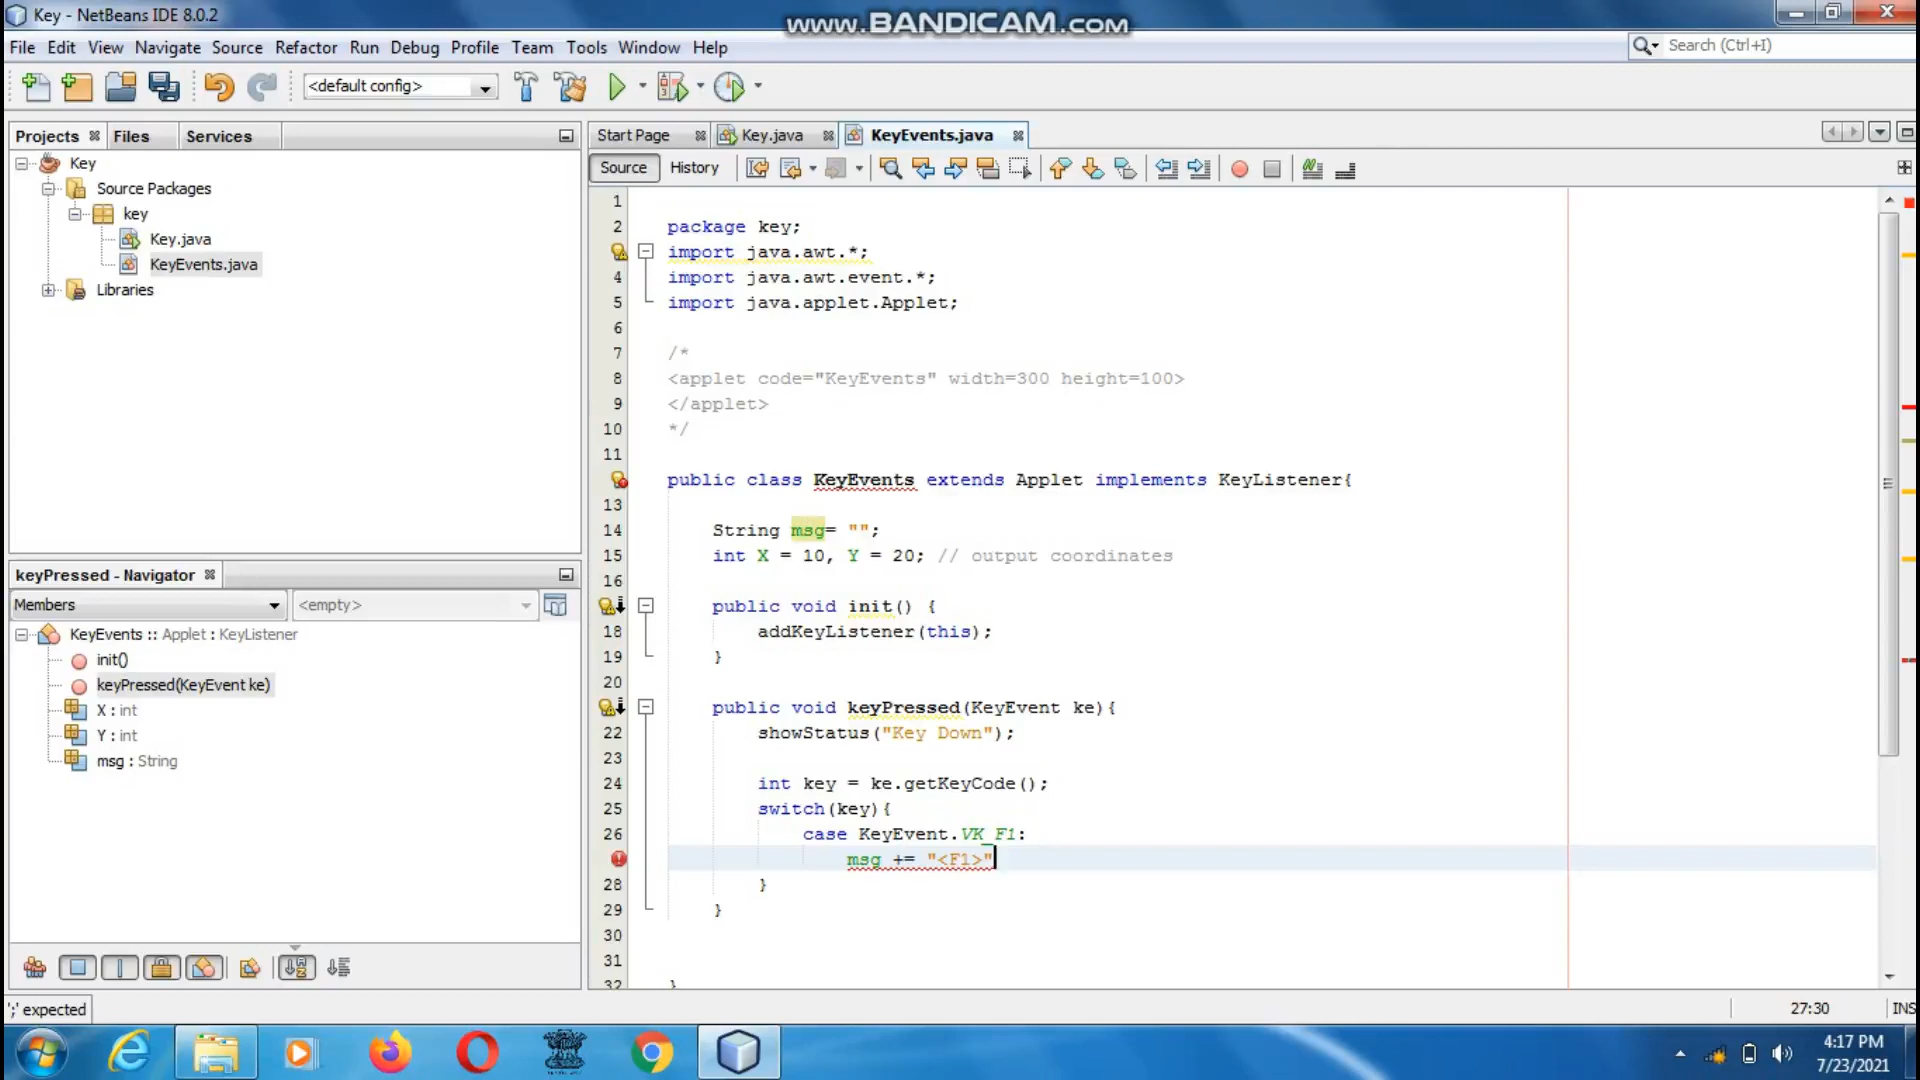 Key - NetBeans IDE 8.0.2
www.BANDICAM.com
File Edit View Navigate Source Refactor Run Debug Profile Team Tools Window Help
Search (Ctrl+I)
<default config>
Projects Files Services
Start Page Key.java KeyEvents.java
Source History
Key
Source Packages
key
Key.java
KeyEvents.java
Libraries
keyPressed - Navigator
Members <empty>
KeyEvents :: Applet : KeyListener
init()
keyPressed(KeyEvent ke)
X : int
Y : int
msg : String
1
2 package key;
import java.awt.*;
4 import java.awt.event.*;
5 import java.applet.Applet;
6
7 /*
8 <applet code="KeyEvents" width=300 height=100>
9 </applet>
10 */
11
public class KeyEvents extends Applet implements KeyListener{
13
14 String msg= "";
15 int X = 10, Y = 20; // output coordinates
16
public void init() {
18 addKeyListener(this);
19 }
20
public void keyPressed(KeyEvent ke){
22 showStatus("Key Down");
23
24 int key = ke.getKeyCode();
25 switch(key){
26 case KeyEvent.VK_F1:
msg += "<F1>"
28 }
29 }
30
31
32 }
';' expected
27:30 INS
4:17 PM
7/23/2021